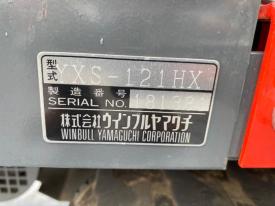 型式 YXS-121HX
製造番号
SERIAL NO.
株式会社ウインブルヤマグチ
WINBULL YAMAGUCHI CORPORATION